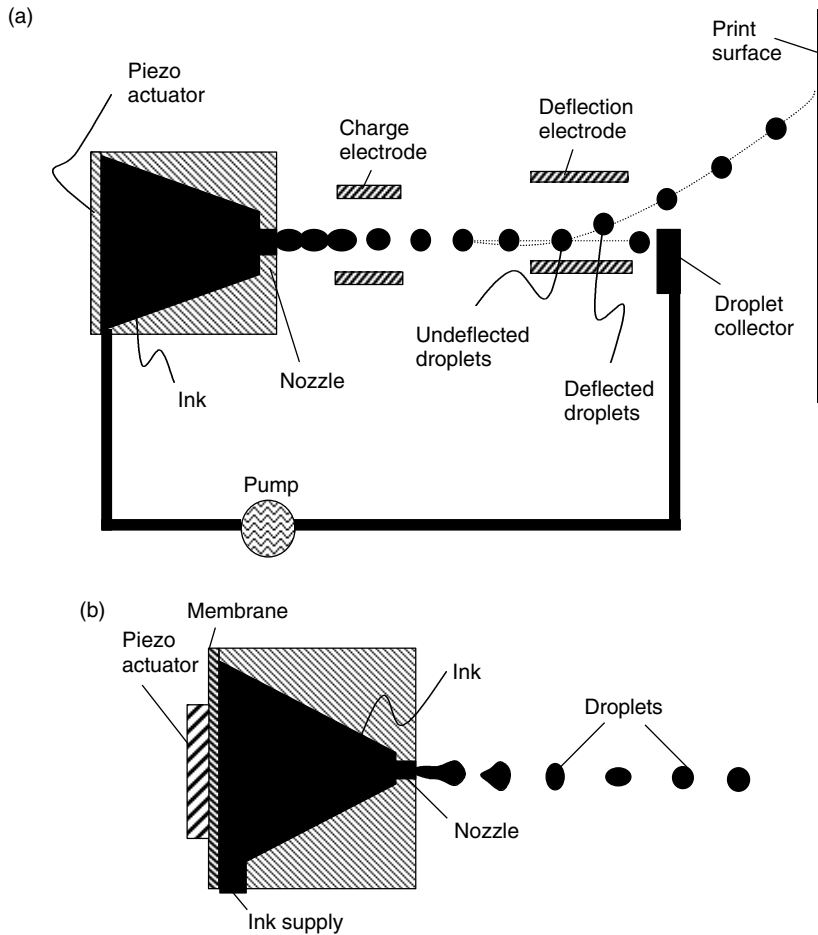 (a)
Print
surface
Piezo
actuator
Charge
electrode
Deflection
electrode
Undeflected
droplets
Droplet
collector
Nozzle
Deflected
droplets
Ink
Pump
(b)
Membrane
Piezo
actuator
Ink
Droplets
Nozzle
Ink supply